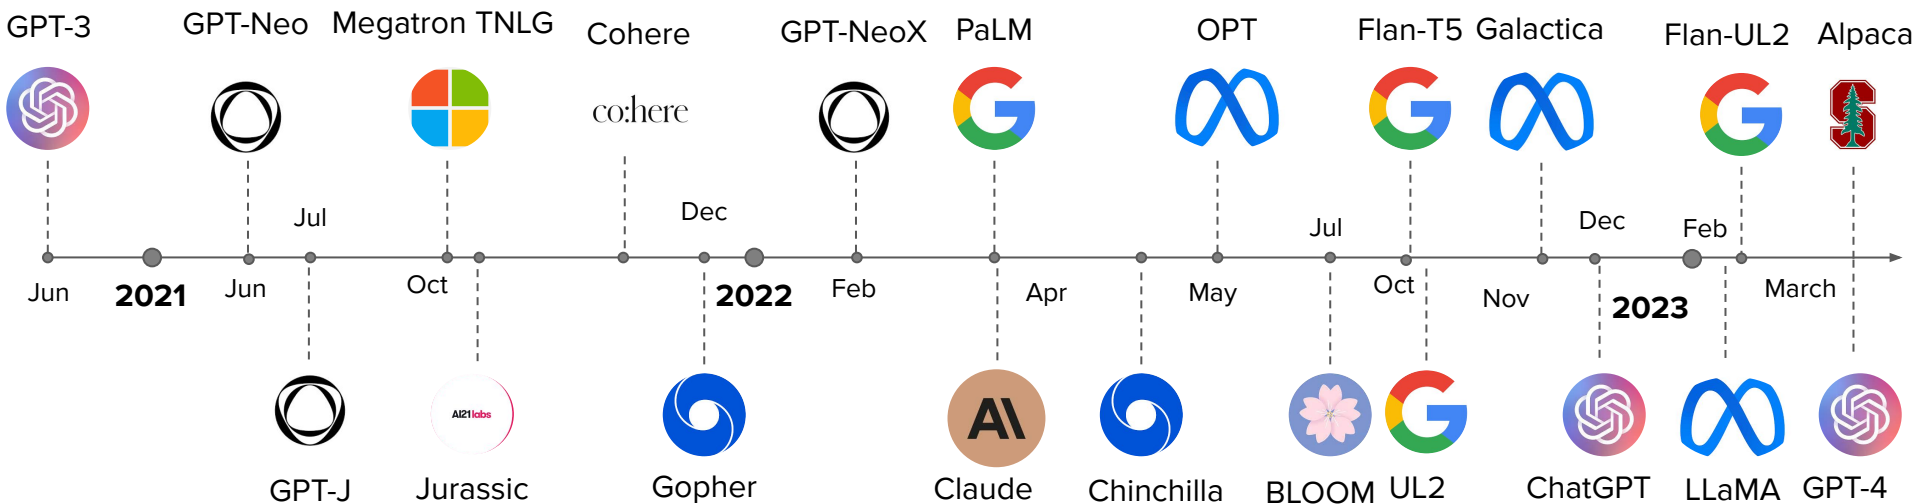 GPT-3
GPT-Neo
Megatron TNLG
Cohere
GPT-NeoX
PaLM
OPT
Flan-T5
Galactica
Flan-UL2
Alpaca
co:here
S
Jul
Dec
Jul
Dec
Feb
Jun
2021
Jun
Oct
2022
Feb
Apr
May
Oct
Nov
2023
March
AI21labs
AI
GPT-J
Jurassic
Gopher
Claude
Chinchilla
BLOOM
UL2
ChatGPT
LLaMA
GPT-4